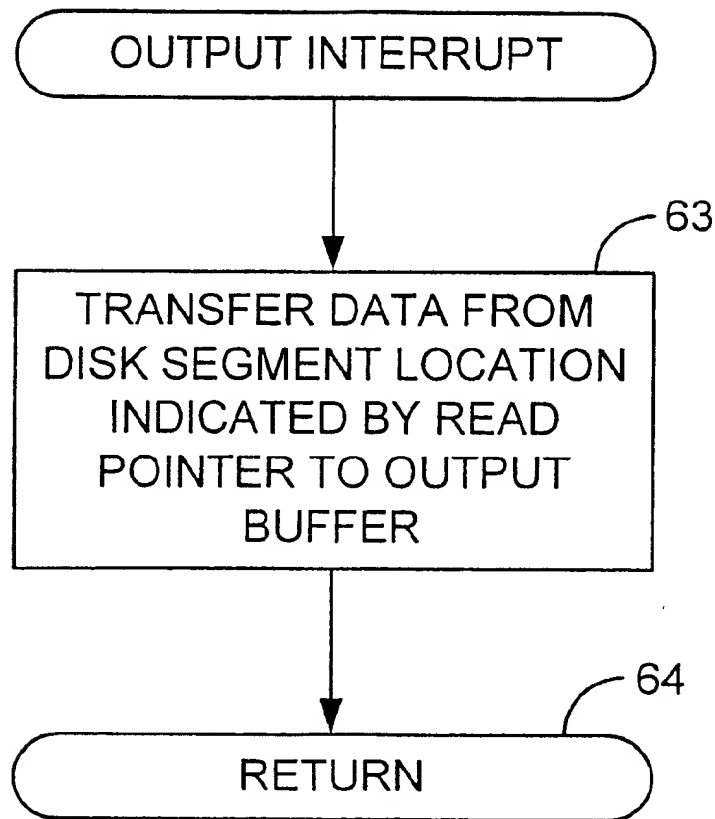 OUTPUT INTERRUPT
63
TRANSFER DATA FROM
DISK SEGMENT LOCATION
INDICATED BY READ
POINTER TO OUTPUT
BUFFER
64
RETURN